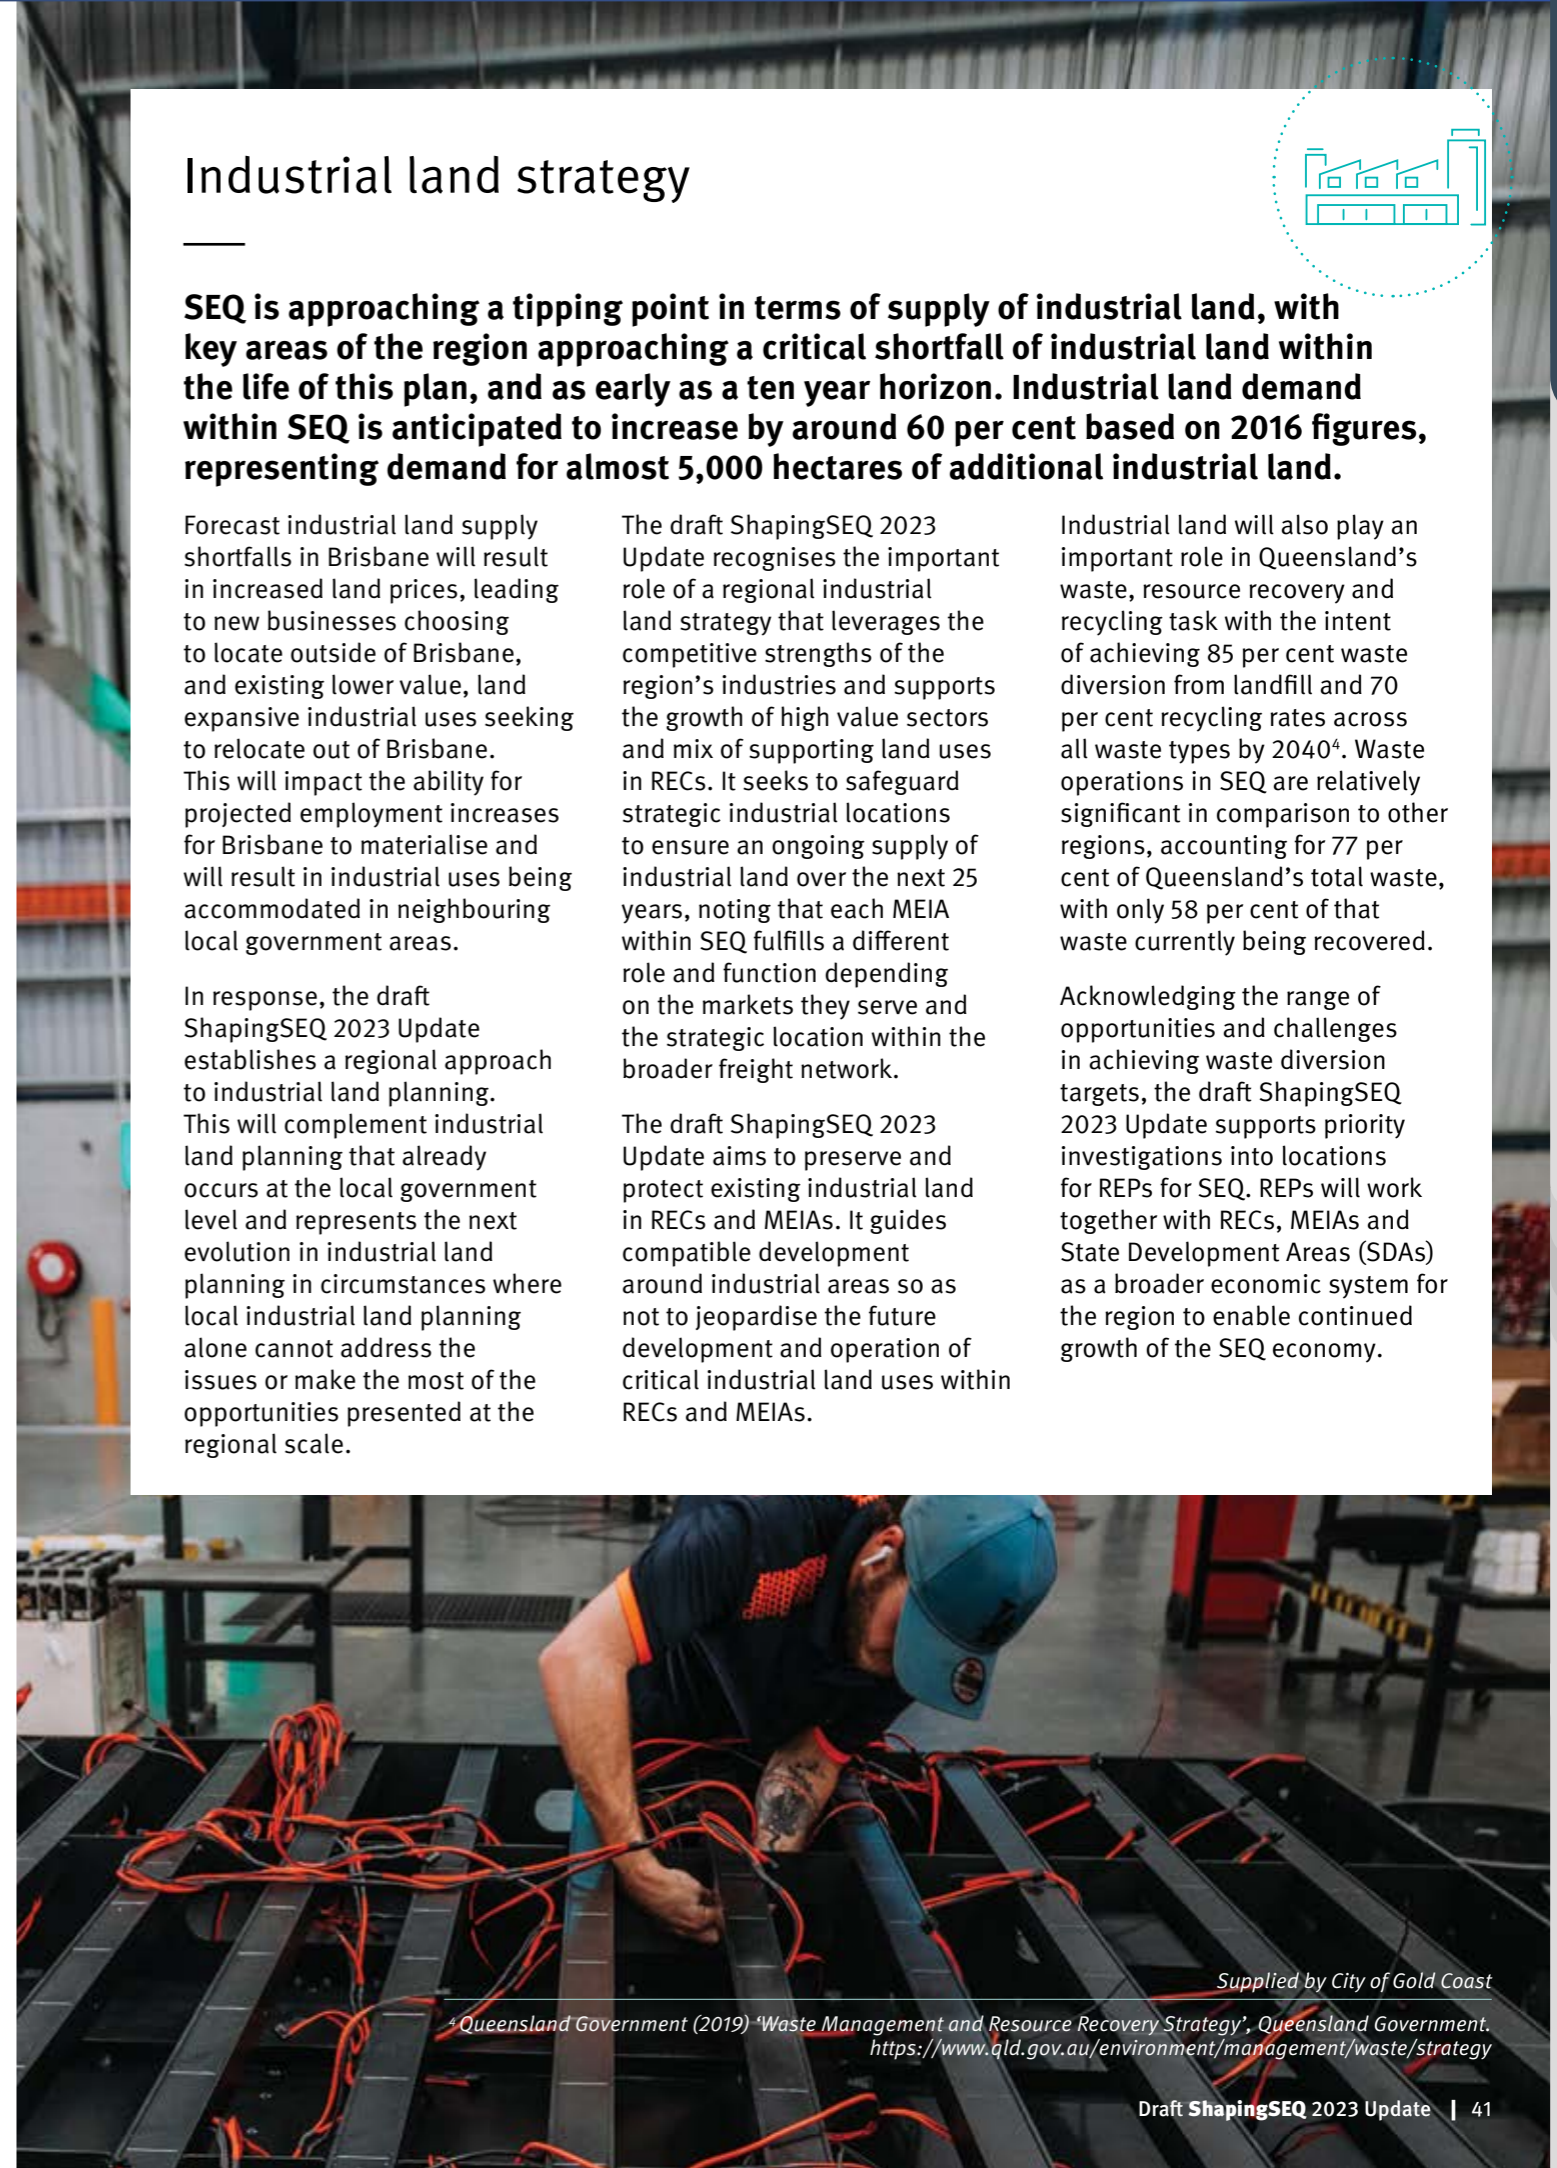 Industrial land strategy
SEQ is approaching a tipping point in terms of supply of industrial land, with
key areas of the region approaching a critical shortfall of industrial land within
the life of this plan, and as early as a ten year horizon. Industrial land demand
within SEQ is anticipated to increase by around 60 per cent based on 2016 figures,
representing demand for almost 5,000 hectares of additional industrial land.
Forecast industrial land supply
shortfalls in Brisbane will result
in increased land prices, leading
to new businesses choosing
to locate outside of Brisbane,
and existing lower value, land
expansive industrial uses seeking
to relocate out of Brisbane.
This will impact the ability for
projected employment increases
for Brisbane to materialise and
will result in industrial uses being
accommodated in neighbouring
local government areas.
In response, the draft
ShapingSEQ 2023 Update
establishes a regional approach
to industrial land planning.
This will complement industrial
land planning that already
occurs at the local government
level and represents the next
evolution in industrial land
planning in circumstances where
local industrial land planning
alone cannot address the
issues or make the most of the
opportunities presented at the
regional scale.
The draft ShapingSEQ 2023
Update recognises the important
role of a regional industrial
land strategy that leverages the
competitive strengths of the
region's industries and supports
the growth of high value sectors
and mix of supporting land uses
in RECs. It seeks to safeguard
strategic industrial locations
to ensure an ongoing supply of
industrial land over the next 25
years, noting that each MEIA
within SEQ fulfills a different
role and function depending
on the markets they serve and
the strategic location within the
broader freight network.
The draft ShapingSEQ 2023
Update aims to preserve and
protect existing industrial land
in RECs and MEIAs. It guides
compatible development
around industrial areas so as
not to jeopardise the future
development and operation of
critical industrial land uses within
RECs and MEIAs.
Industrial land will also play an
important role in Queensland's
waste, resource recovery and
recycling task with the intent
of achieving 85 per cent waste
diversion from landfill and 70
per cent recycling rates across
all waste types by 2040⁴. Waste
operations in SEQ are relatively
significant in comparison to other
regions, accounting for 77 per
cent of Queensland's total waste,
with only 58 per cent of that
waste currently being recovered.
Acknowledging the range of
opportunities and challenges
in achieving waste diversion
targets, the draft ShapingSEQ
2023 Update supports priority
investigations into locations
for REPs for SEQ. REPs will work
together with RECs, MEIAs and
State Development Areas (SDAs)
as a broader economic system for
the region to enable continued
growth of the SEQ economy.
Supplied by City of Gold Coast
⁴ Queensland Government (2019) 'Waste Management and Resource Recovery Strategy', Queensland Government.
https://www.qld.gov.au/environment/management/waste/strategy
Draft ShapingSEQ 2023 Update | 41